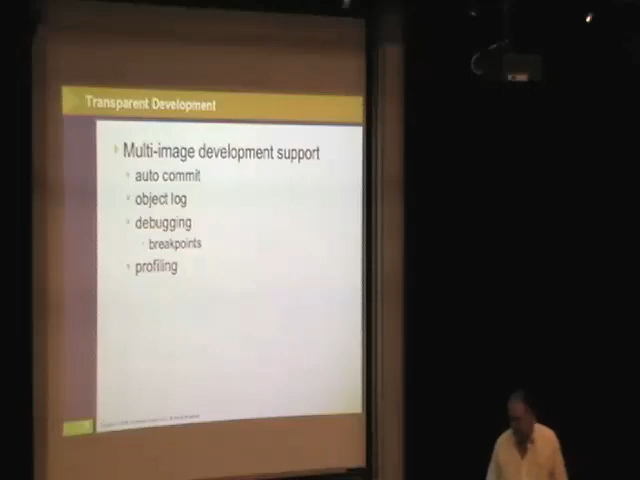 Transparent Development
Multi-image development support
auto commit
object log
debugging
breakpoints
profiling